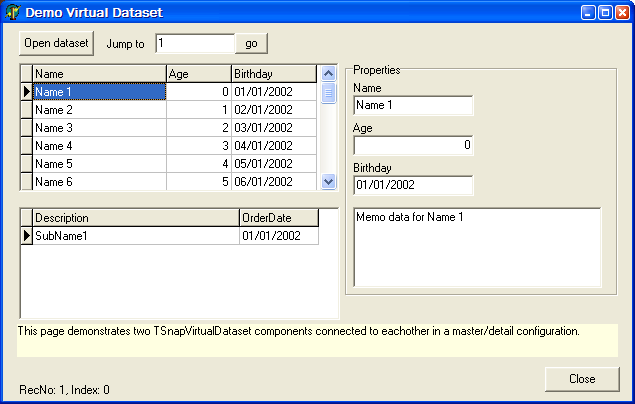 Demo Virtual Dataset
Open dataset Jump to 1 go
Name Age Birthday
Name 1 0 01/01/2002
Name 2 1 02/01/2002
Name 3 2 03/01/2002
Name 4 3 04/01/2002
Name 5 4 05/01/2002
Name 6 5 06/01/2002
Properties
Name
Name 1
Age
0
Birthday
01/01/2002
Memo data for Name 1
Description OrderDate
SubName1 01/01/2002
This page demonstrates two TSnapVirtualDataset components connected to eachother in a master/detail configuration.
Close
RecNo: 1, Index: 0